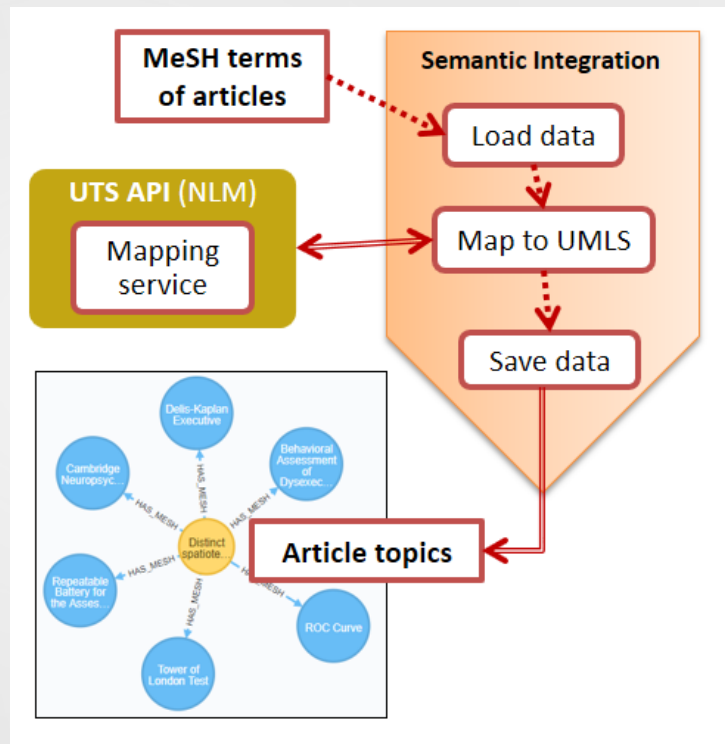 MeSH terms
of articles
Semantic Integration
Load data
UTS API (NLM)
Mapping
service
Map to UMLS
Save data
Delis-Kaplan
Executive
Cambridge
Neuropsyc...
Behavioral
Assessment
of
Dysexec...
HAS_MESH
HAS_MESH
HAS_MESH
Distinct
spatiote...
Article topics
Repeatable
Battery for
the Asses...
HAS_MESH
HAS_MESH
ROC Curve
Tower of
London Test